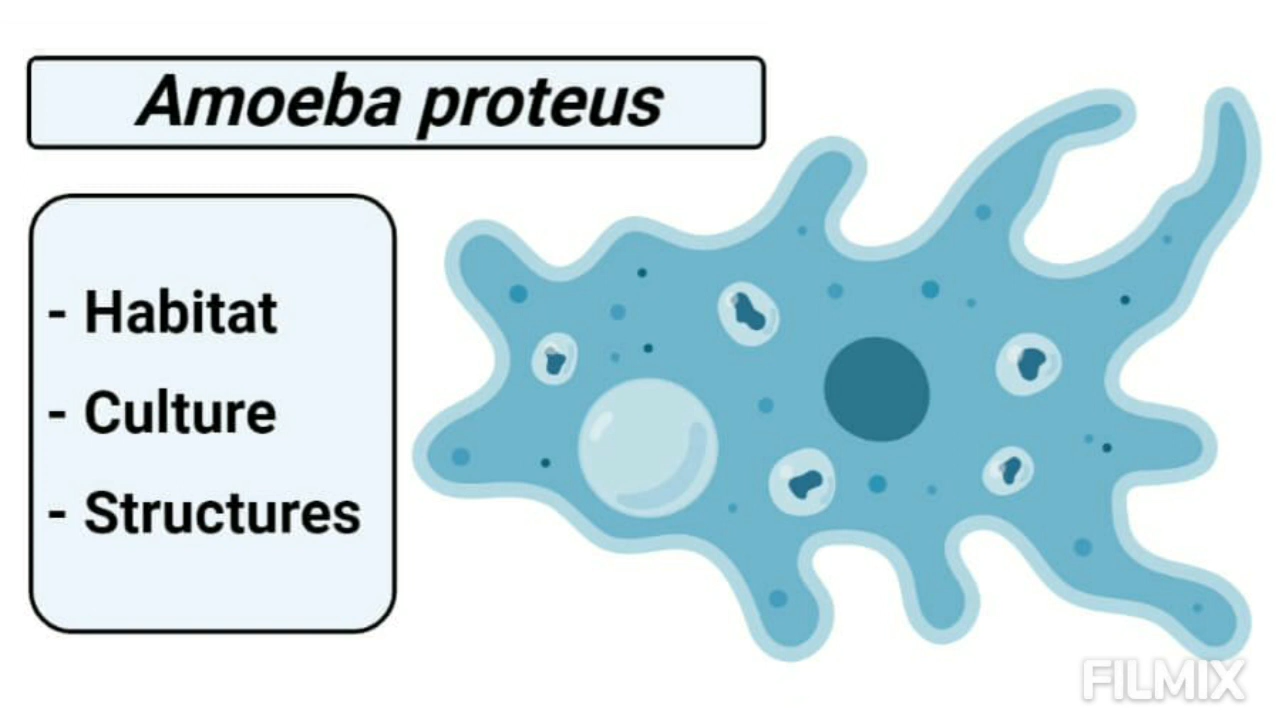 Amoeba proteus
- Habitat
- Culture
- Structures
FILMIX